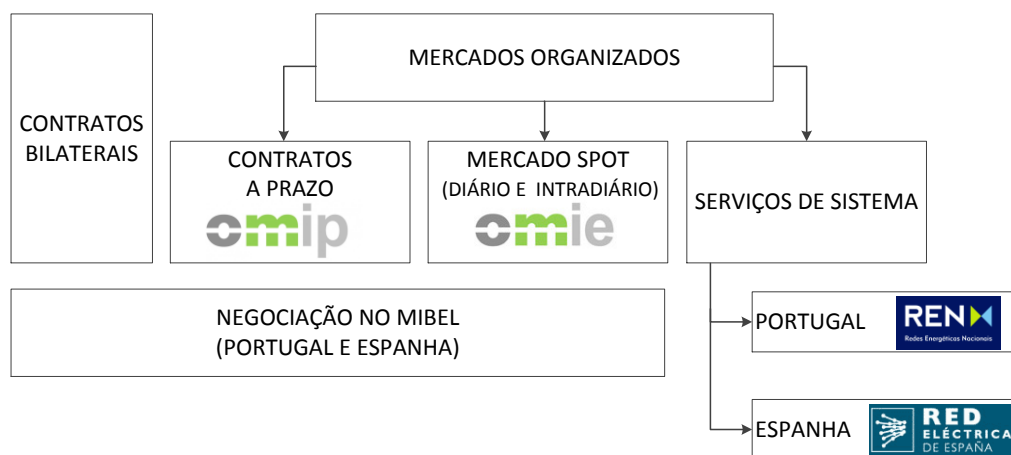 MERCADOS ORGANIZADOS
CONTRATOS
BILATERAIS
CONTRATOS
A PRAZO
omip
MERCADO SPOT
(DIÁRIO E INTRADIÁRIO)
omie
SERVIÇOS DE SISTEMA
NEGOCIAÇÃO NO MIBEL
(PORTUGAL E ESPANHA)
PORTUGAL
REN
Redes Energéticas Nacionais
ESPANHA
RED
ELÉCTRICA
DE ESPAÑA